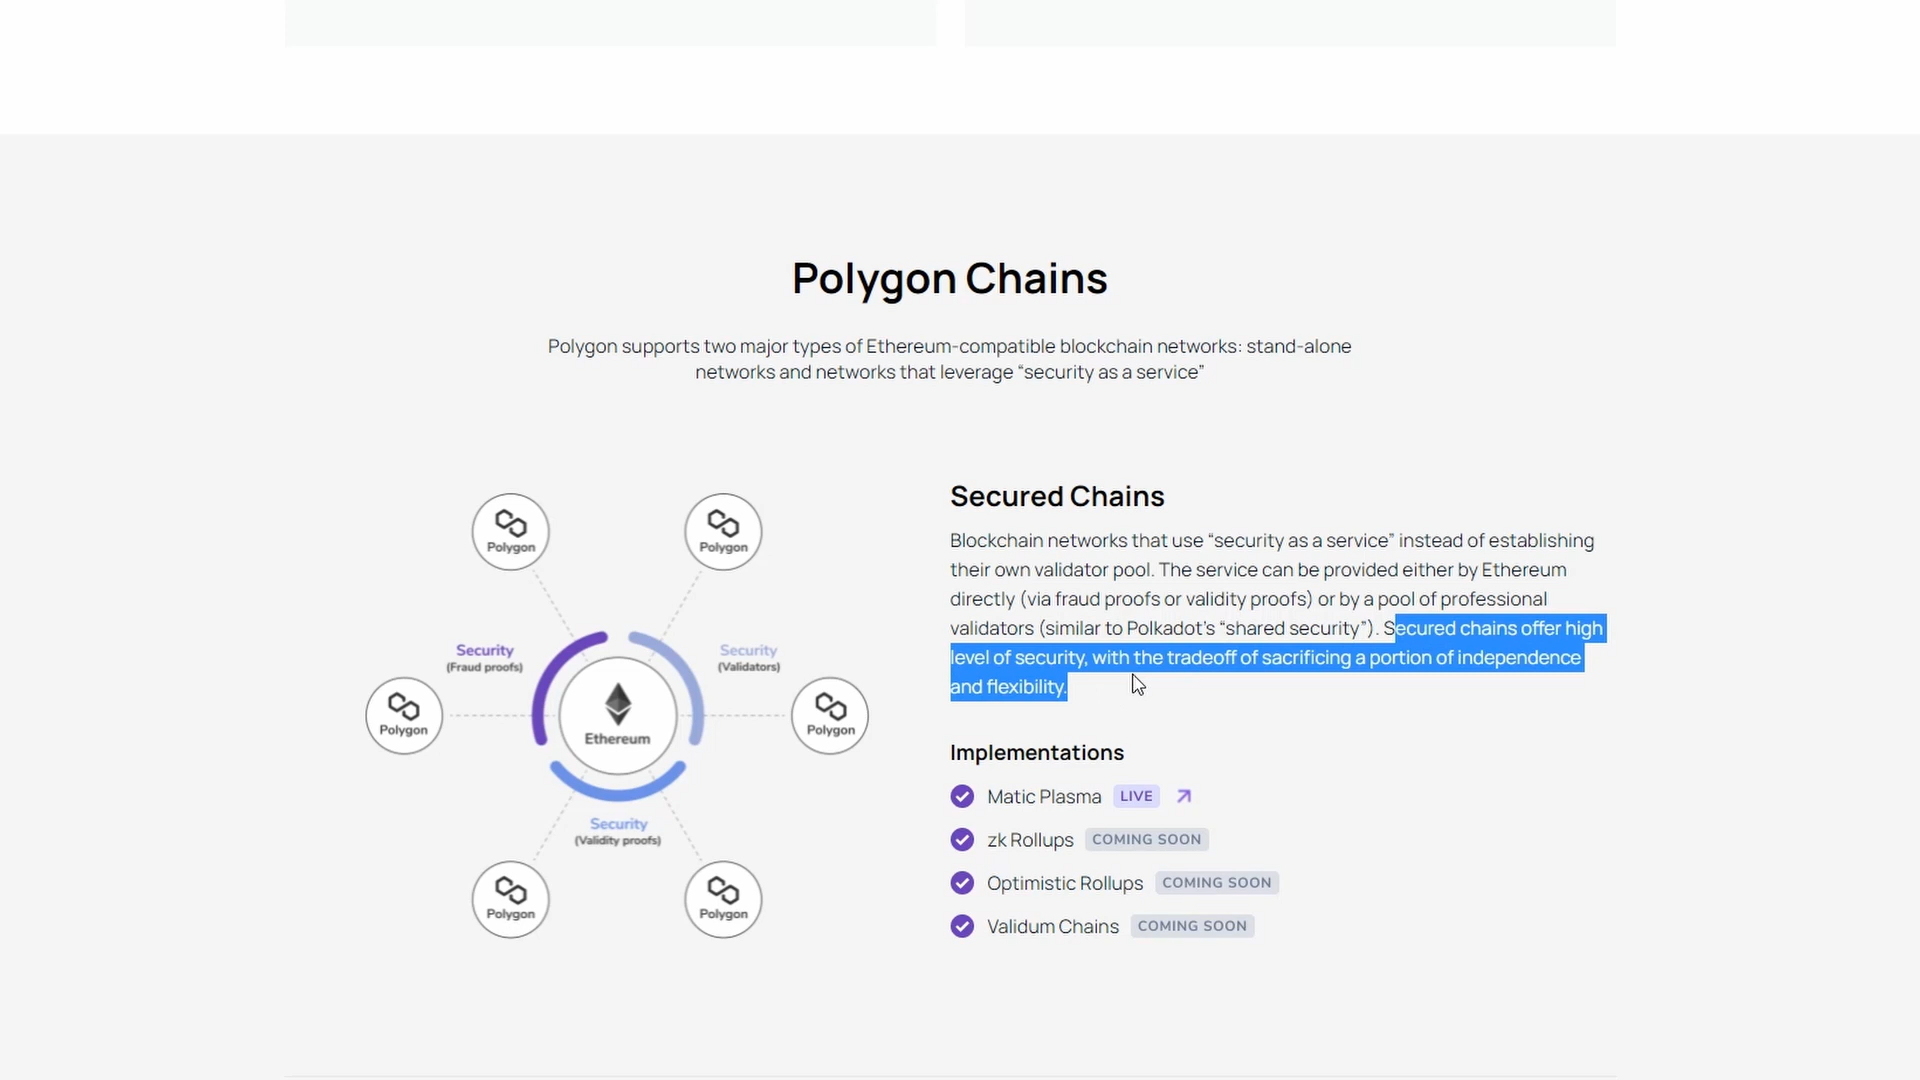 Polygon Chains
Polygon supports two major types of Ethereum-compatible blockchain networks: stand-alone
networks and networks that leverage “security as a service”
Polygon
Polygon
Security
(Fraud proofs)
Security
(Validators)
Polygon
Ethereum
Polygon
Security
(Validity proofs)
Polygon
Polygon
Secured Chains
Blockchain networks that use “security as a service” instead of establishing
their own validator pool. The service can be provided either by Ethereum
directly (via fraud proofs or validity proofs) or by a pool of professional
validators (similar to Polkadot’s “shared security”). Secured chains offer high
level of security, with the tradeoff of sacrificing a portion of independence
and flexibility.
Implementations
Matic Plasma LIVE
zk Rollups COMING SOON
Optimistic Rollups COMING SOON
Validum Chains COMING SOON